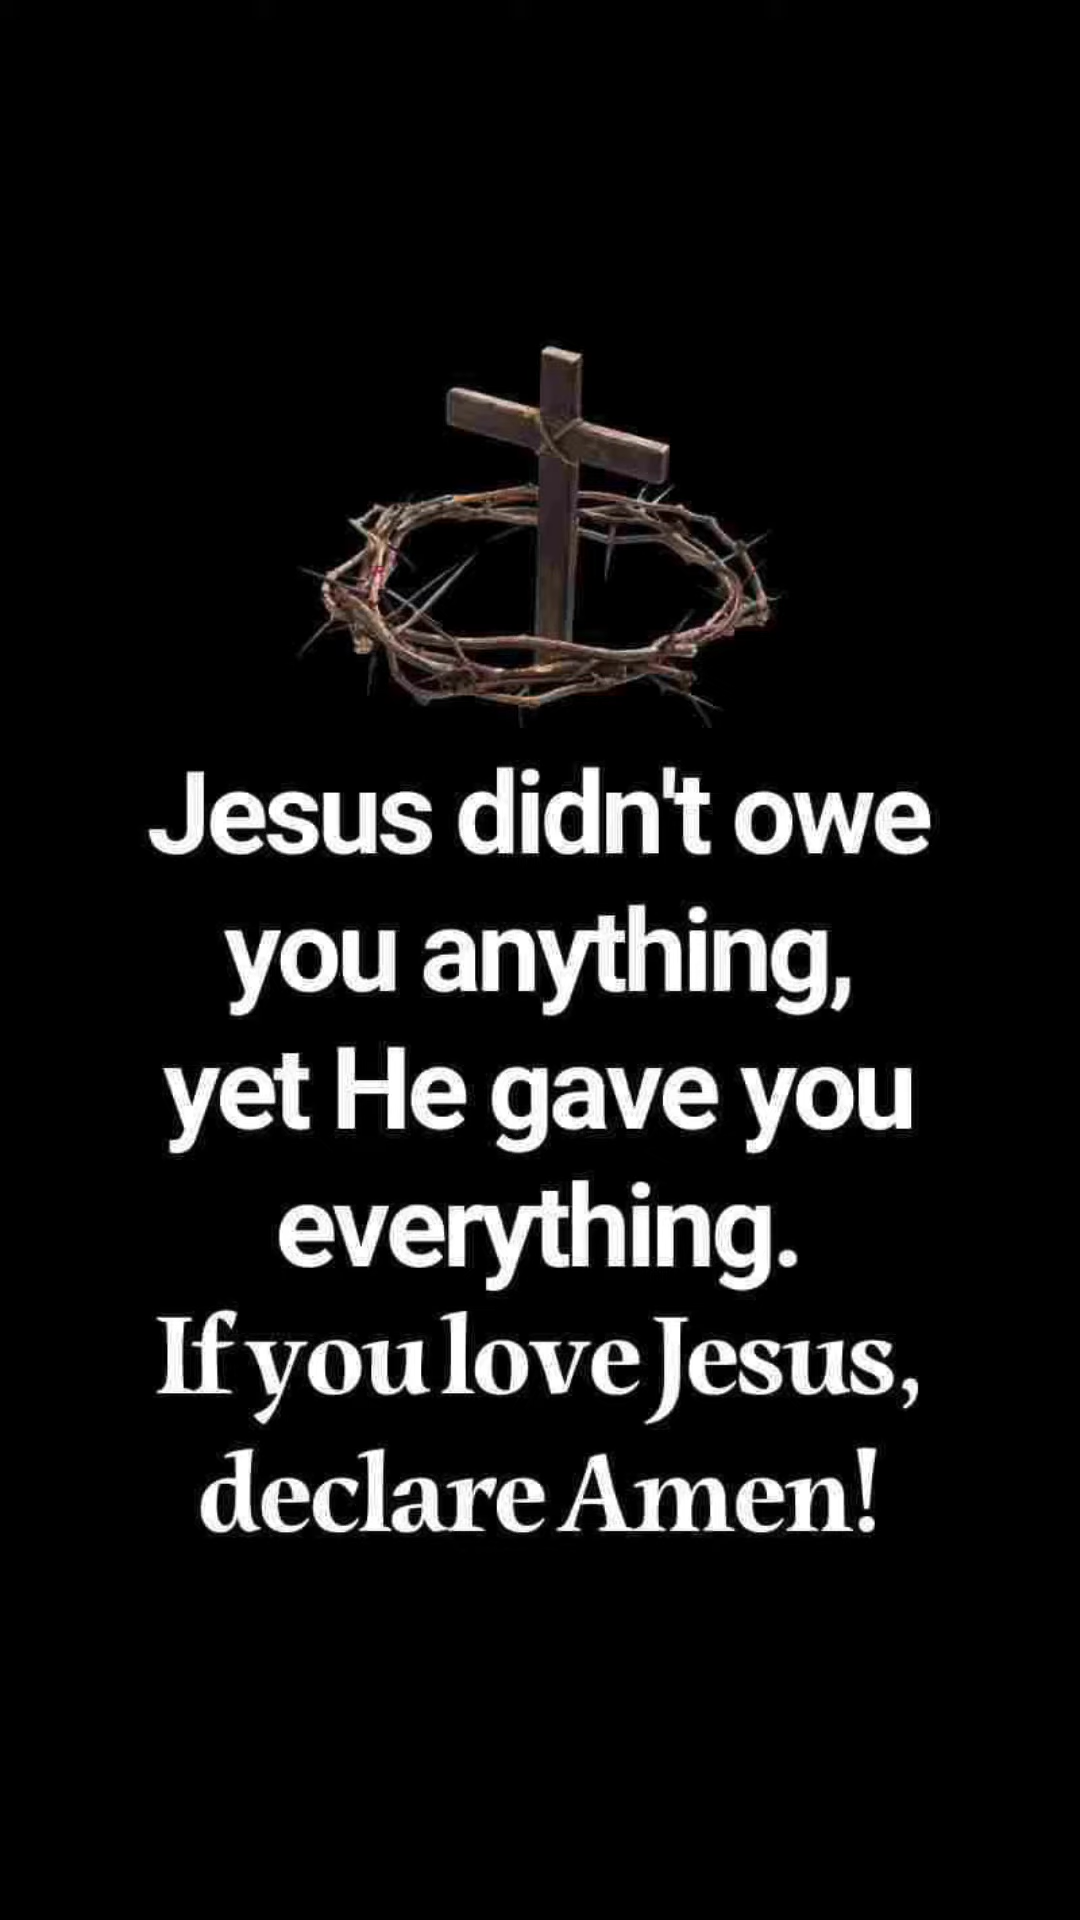 Jesus didn't owe
you anything,
yet He gave you
everything.
If you love Jesus,
declare Amen!